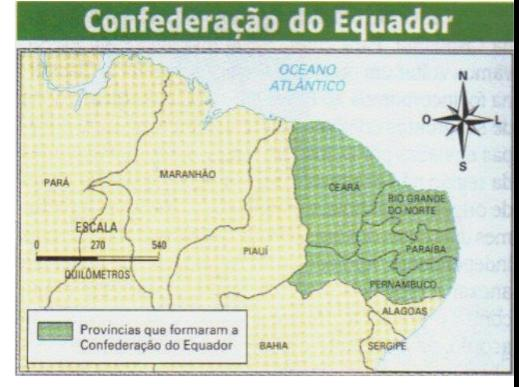 Confederação do Equador
OCEANO
ATLÂNTICO
N
O
L
S
PARÁ
MARANHÃO
CEARÁ
RIO GRANDE
DO NORTE
ESCALA
0 270 540
QUILÔMETROS
PIAUÍ
PARAÍBA
PERNAMBUCO
ALAGOAS
Províncias que formaram a
Confederação do Equador
BAHIA
SERGIPE